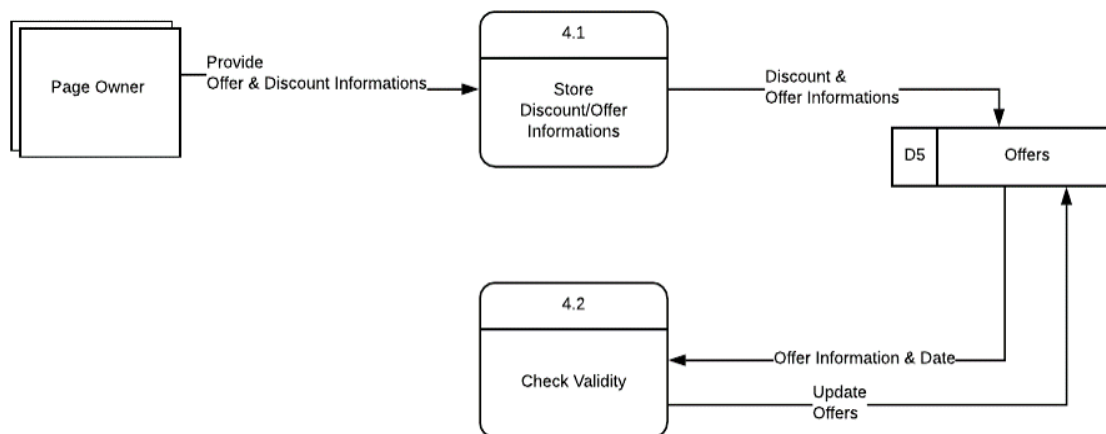 Page Owner
Provide
Offer & Discount Informations
4.1
Store
Discount/Offer
Informations
Discount &
Offer Informations
D5
Offers
4.2
Check Validity
Offer Information & Date
Update
Offers